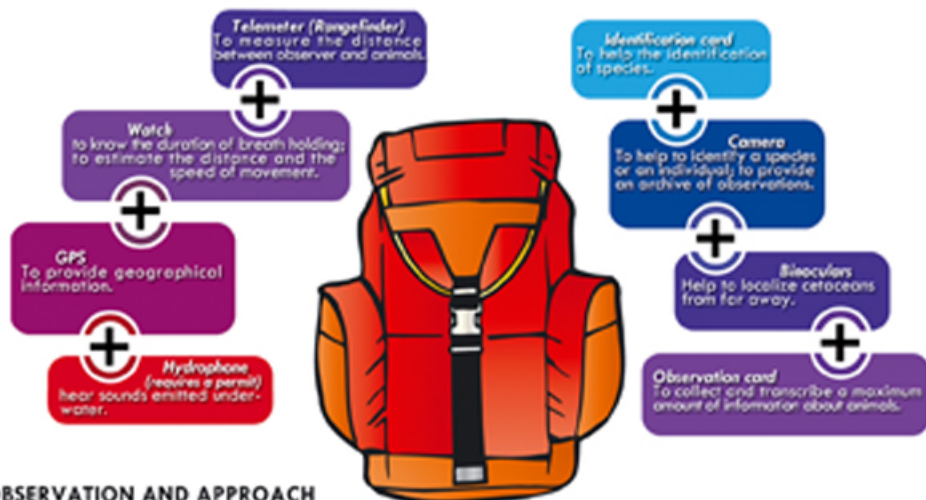 Telemeter (Rangefinder)
To measure the distance
between observer and animals.
Watch
to know the duration of breath holding;
to estimate the distance and the
speed of movement.
GPS
To provide geographical
information.
Hydrophone
(requires a permit)
hear sounds emitted under-
water.
Identification card
To help the identification
of species.
Camera
To help to identify a species
or an individual; to provide
an archive of observations.
Binoculars
Help to localize cetaceans
from far away.
Observation card
To collect and transcribe a maximum
amount of information about animals.
OBSERVATION AND APPROACH